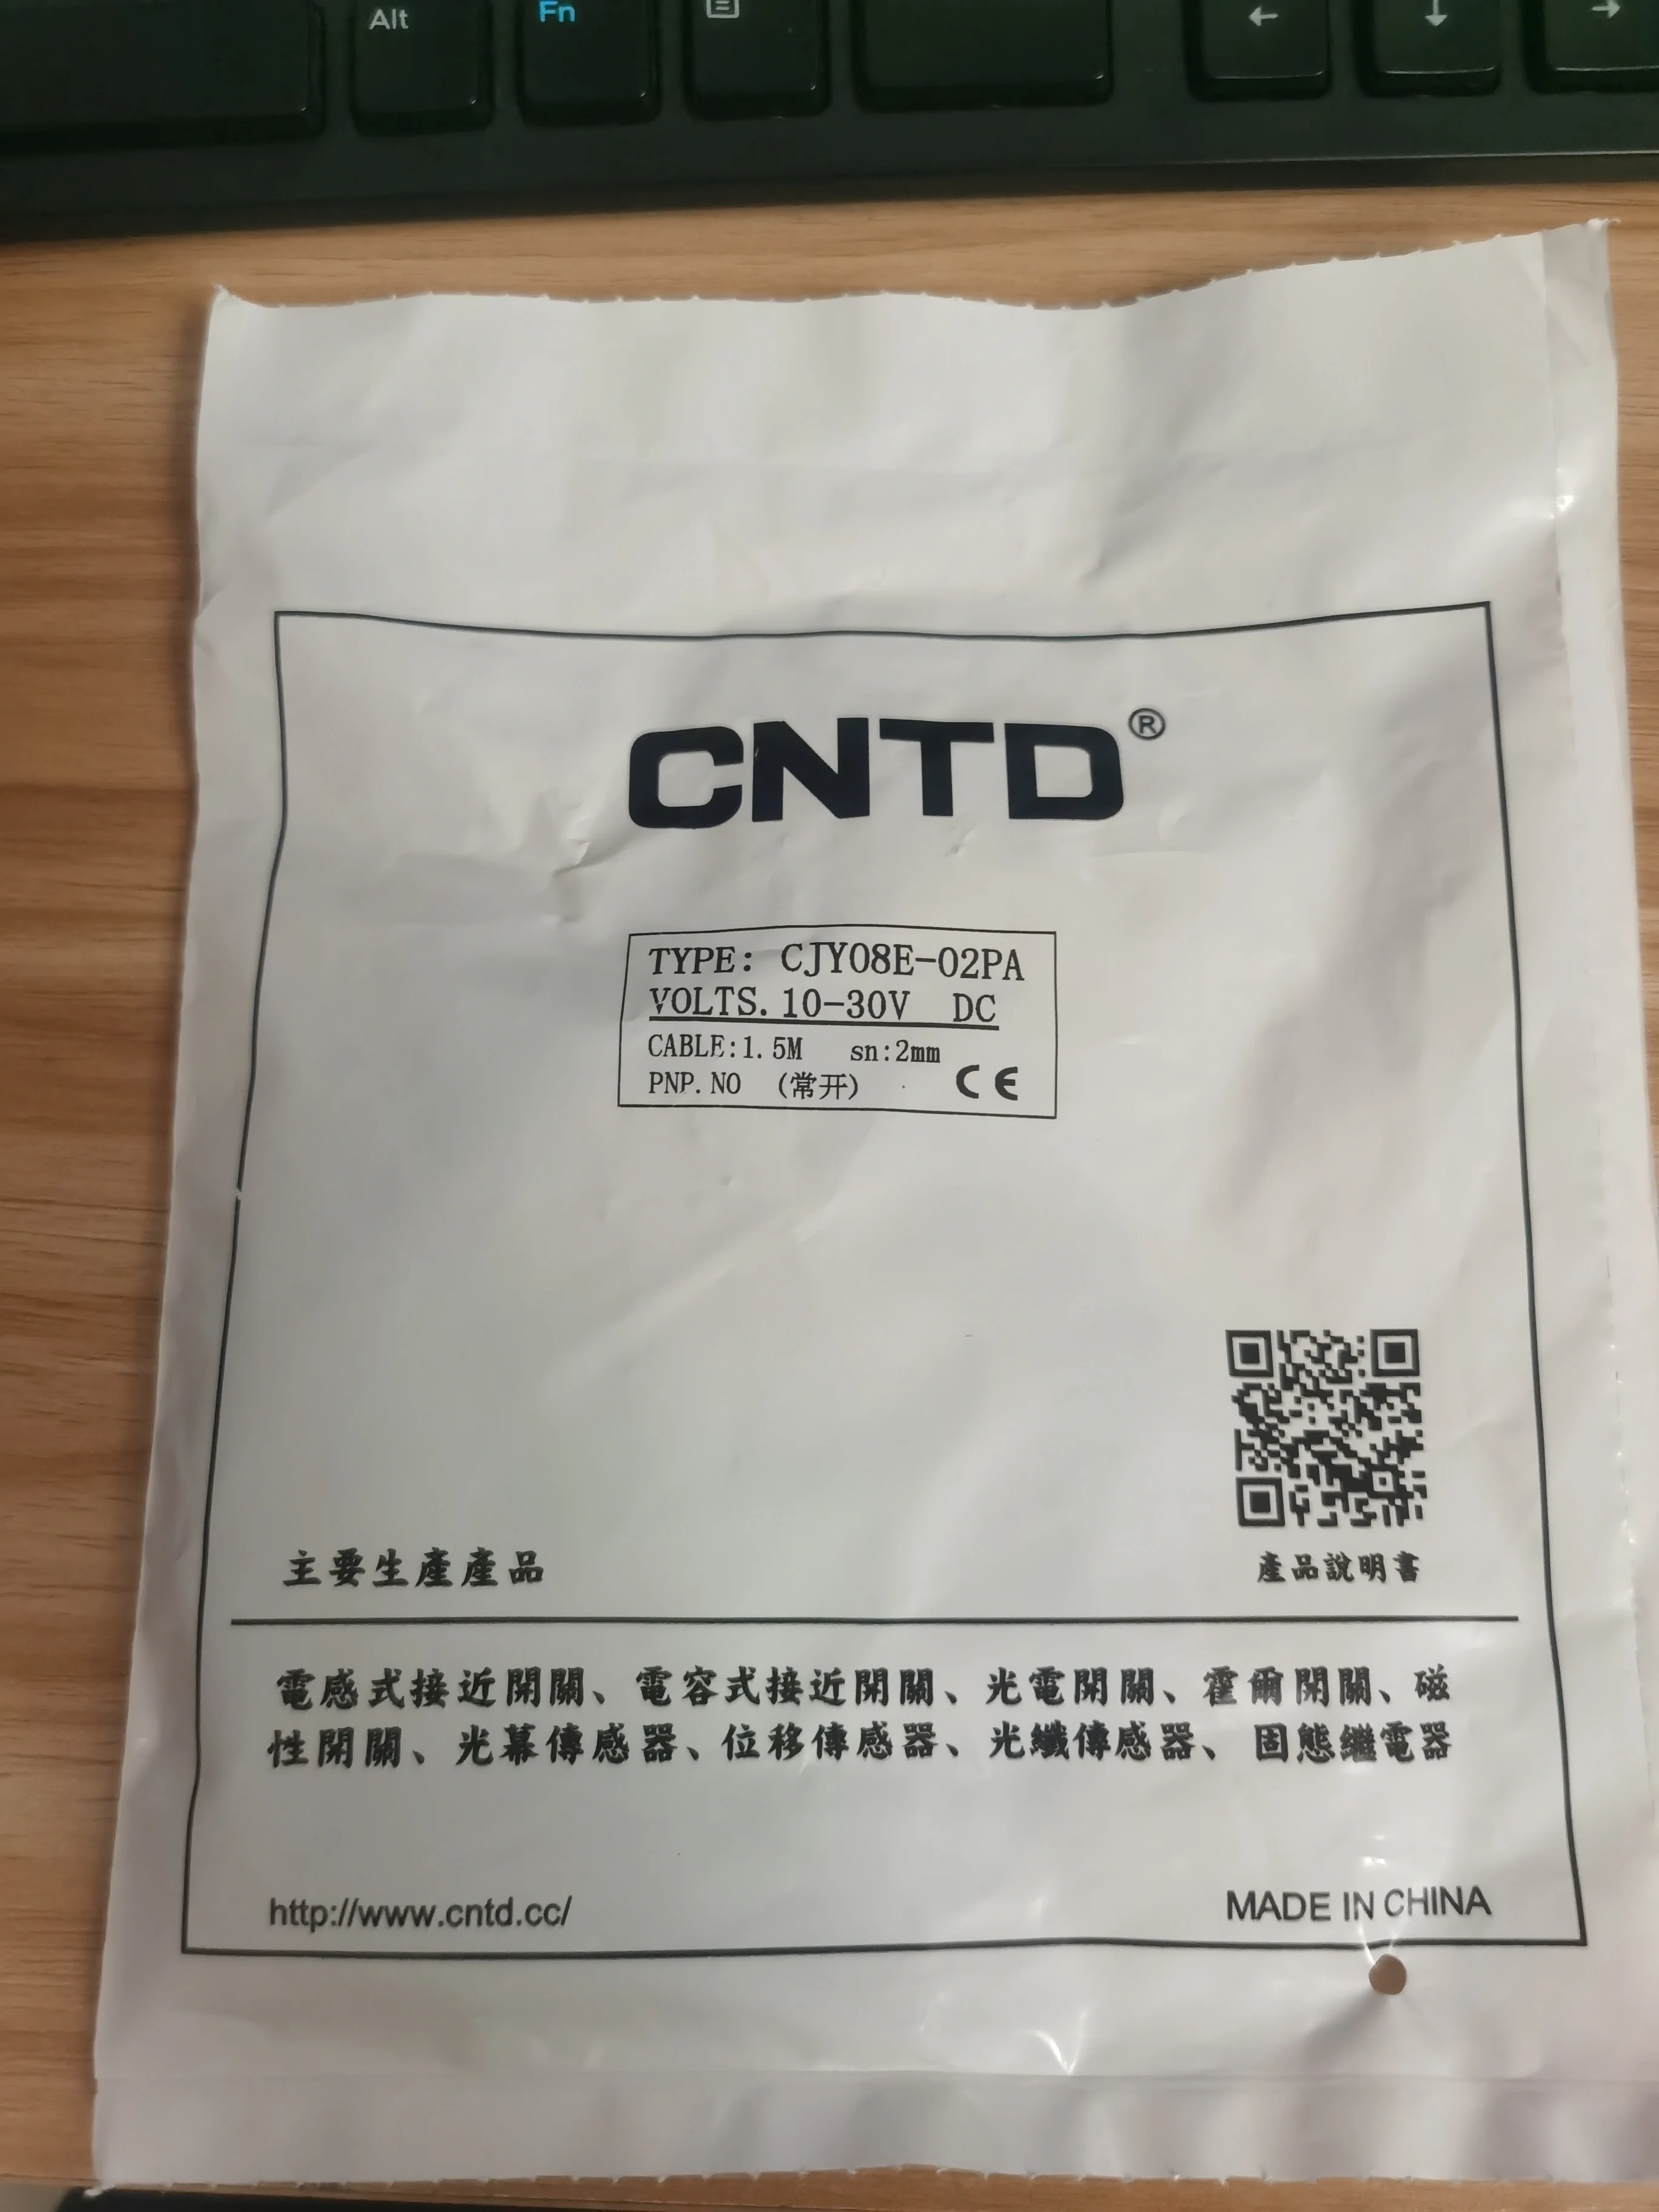 Alt Fn
← ↓ →
CNTD®
TYPE: CJY08E-02PA
VOLTS. 10-30V DC
CABLE:1.5M sn:2mm
PNP. NO (常开) CE
主要生產產品
產品說明書
電感式接近開關、電容式接近開關、光電開關、霍爾開關、磁
性開關、光幕傳感器、位移傳感器、光纖傳感器、固態繼電器
http://www.cntd.cc/
MADE IN CHINA